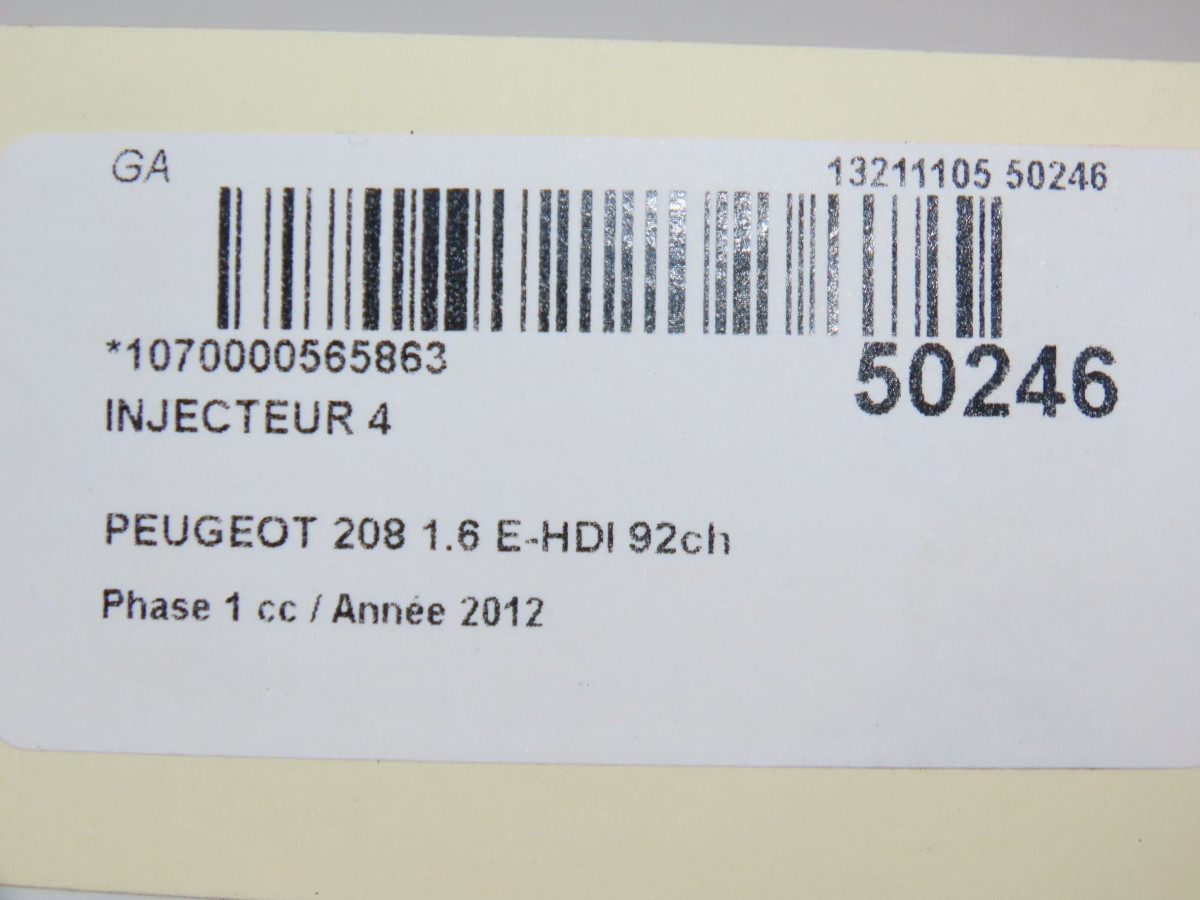 GA
13211105 50246
*1070000565863
50246
INJECTEUR 4
PEUGEOT 208 1.6 E-HDI 92ch
Phase 1 cc / Année 2012